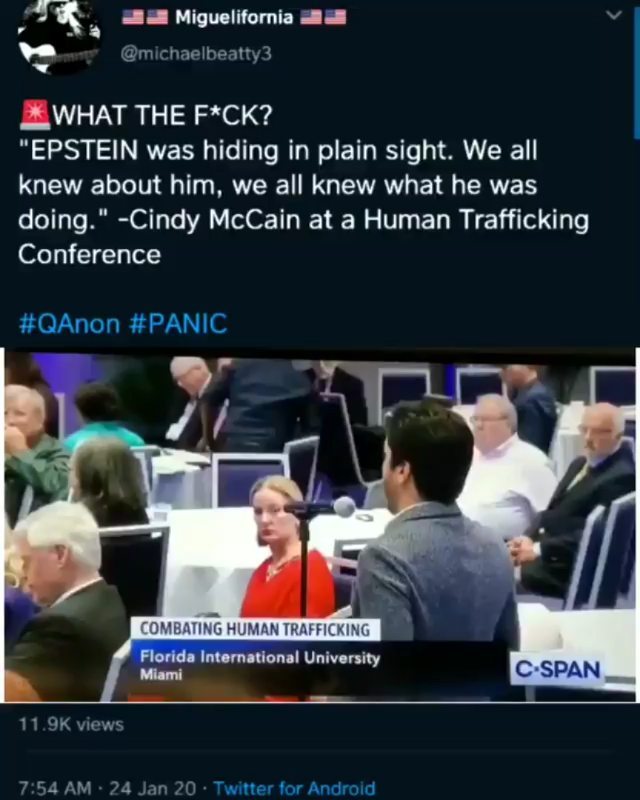 🇺🇸🇺🇸 Miguelifornia 🇺🇸🇺🇸
@michaelbeatty3
🚨WHAT THE F*CK?
"EPSTEIN was hiding in plain sight. We all
knew about him, we all knew what he was
doing." -Cindy McCain at a Human Trafficking
Conference
#QAnon #PANIC
COMBATING HUMAN TRAFFICKING
Florida International University
Miami
C-SPAN
11.9K views
7:54 AM · 24 Jan 20 · Twitter for Android